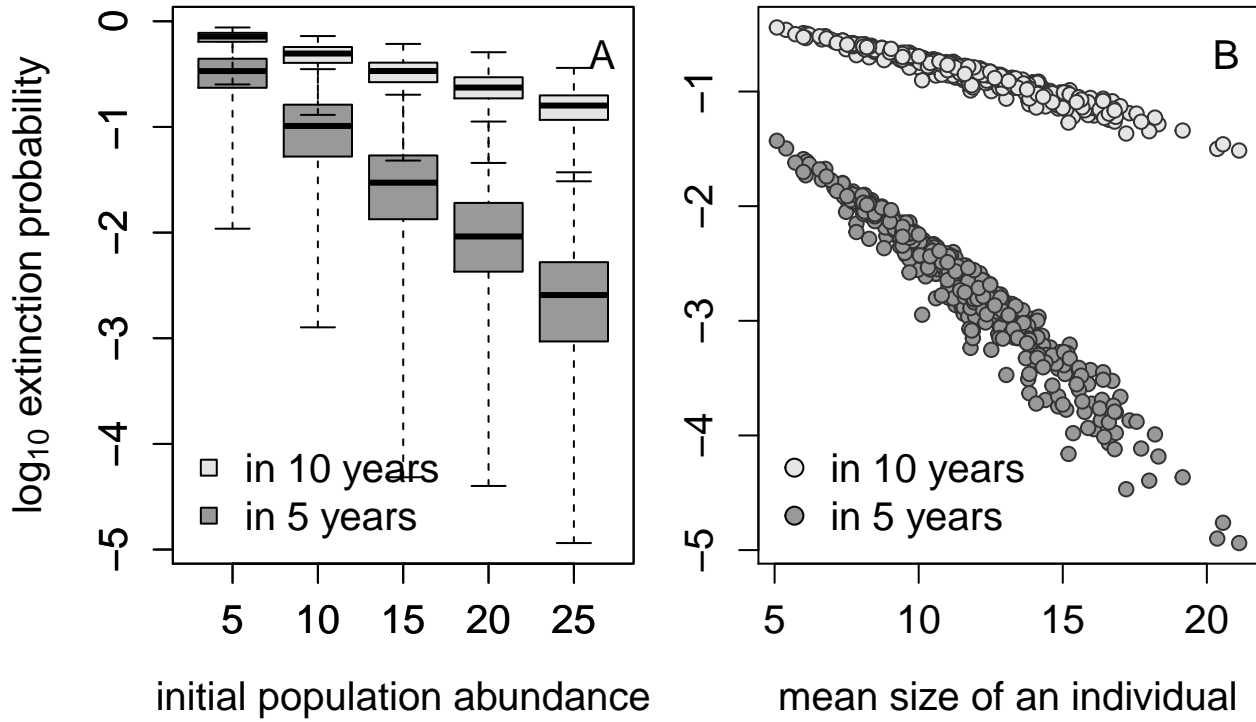 log10 extinction probability
0
−1
−2
−3
−4
−5
A
in 10 years
in 5 years
5 10 15 20 25
initial population abundance
−1
−2
−3
−4
−5
B
in 10 years
in 5 years
5 10 15 20
mean size of an individual